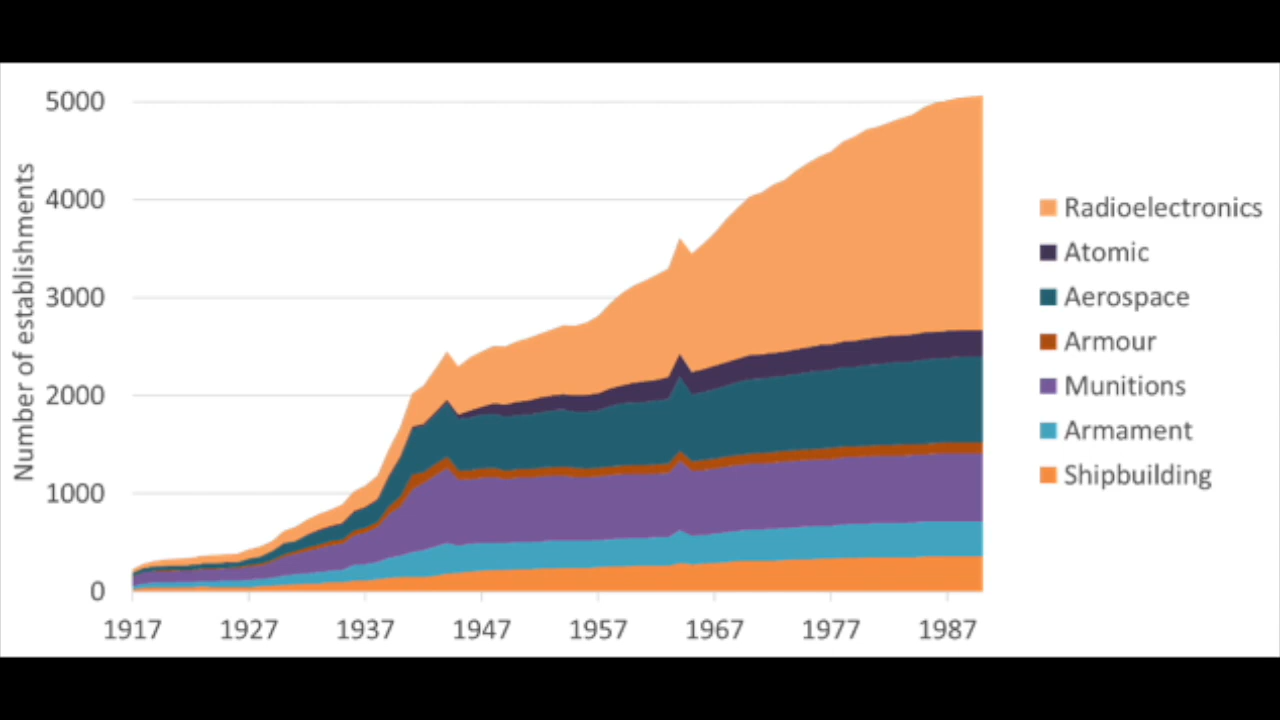 Number of establishments
5000
4000
3000
2000
1000
0
1917 1927 1937 1947 1957 1967 1977 1987
Radioelectronics
Atomic
Aerospace
Armour
Munitions
Armament
Shipbuilding